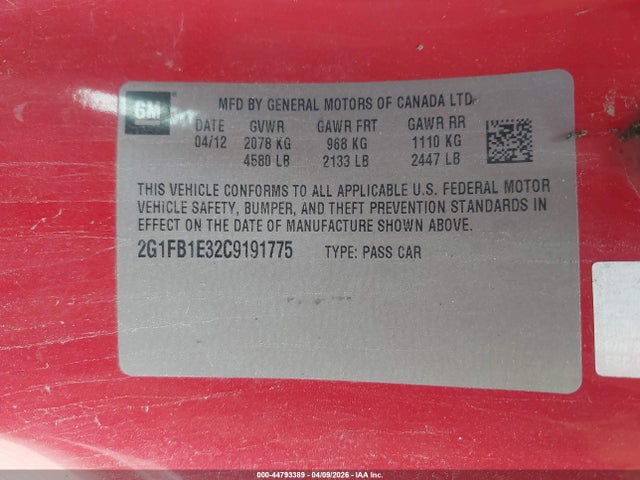 GM
MFD BY GENERAL MOTORS OF CANADA LTD
DATE GVWR GAWR FRT GAWR RR
04/12 2078 KG 968 KG 1110 KG
4580 LB 2133 LB 2447 LB
THIS VEHICLE CONFORMS TO ALL APPLICABLE U.S. FEDERAL MOTOR
VEHICLE SAFETY, BUMPER, AND THEFT PREVENTION STANDARDS IN
EFFECT ON THE DATE OF MANUFACTURE SHOWN ABOVE.
2G1FB1E32C9191775 TYPE: PASS CAR
000-44793389 - 04/09/2026 - IAA Inc.